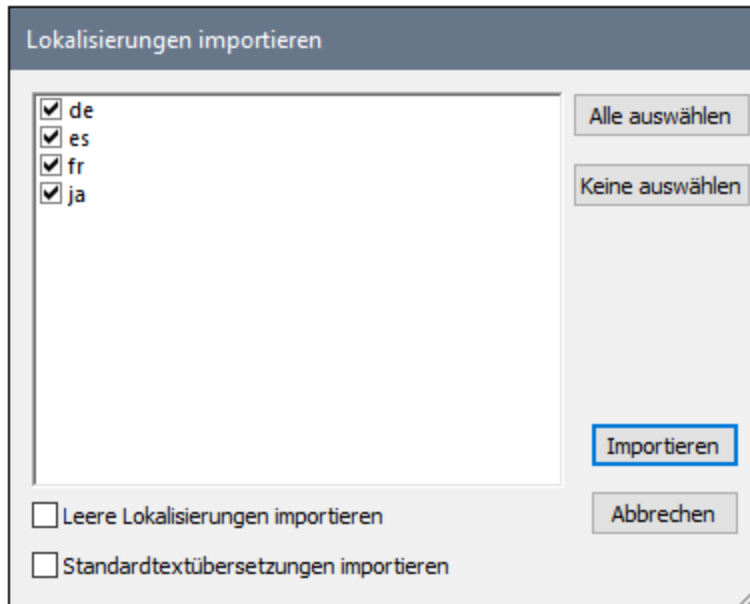 Lokalisierungen importieren
de
es
fr
ja
Alle auswählen
Keine auswählen
Importieren
Abbrechen
Leere Lokalisierungen importieren
Standardtextübersetzungen importieren